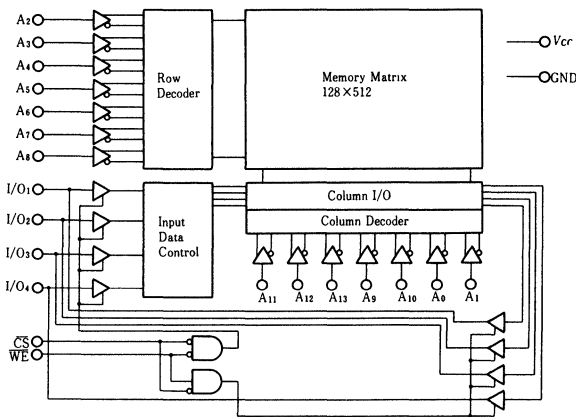 A2
A3
A4
A5
A6
A7
A8
Row
Decoder
Memory Matrix
128×512
Vcc
GND
I/O1
I/O2
I/O3
I/O4
Input
Data
Control
Column I/O
Column Decoder
A11 A12 A13 A9 A10 A0 A1
CS
WE